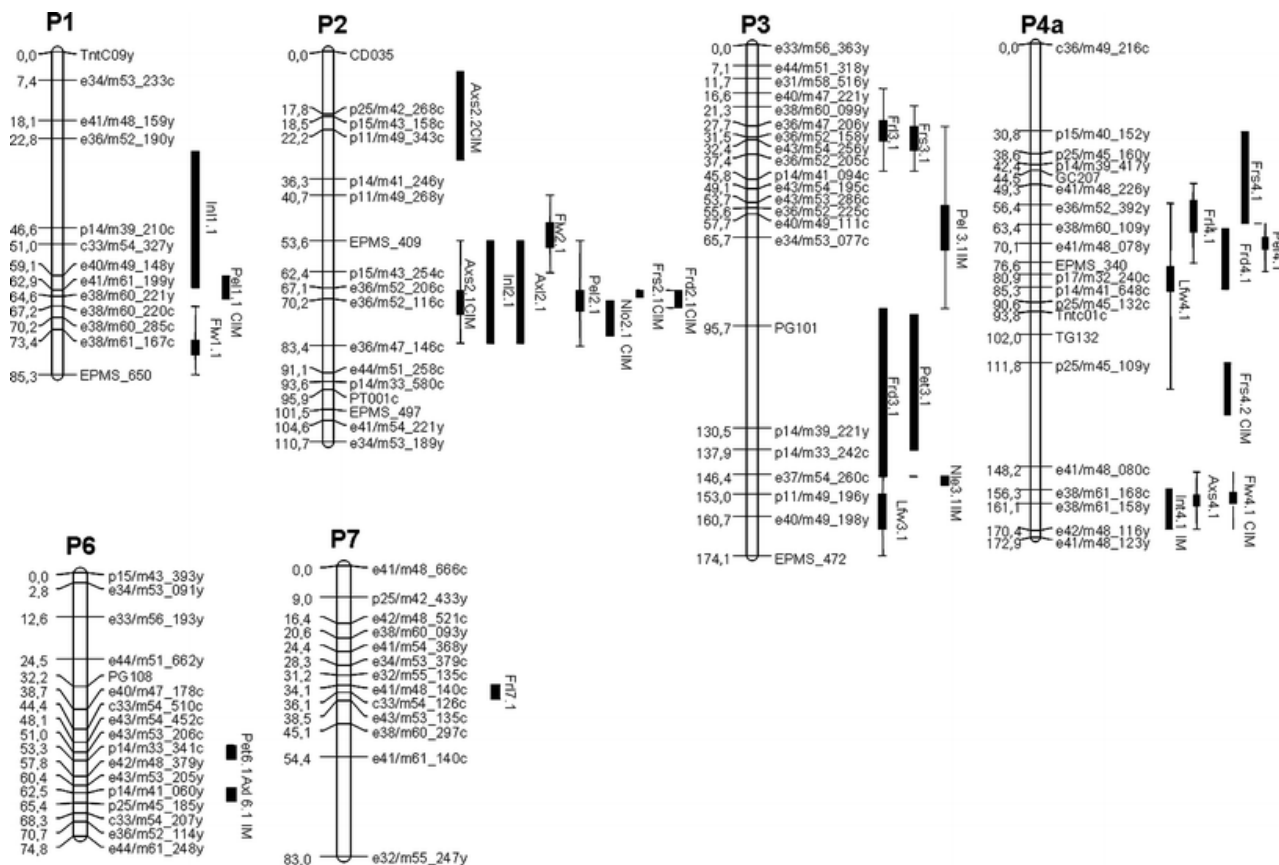 P1
0,0 TntC09y
7,4 e34/m53_233c
18,1 e41/m48_159y
22,8 e36/m52_190y
46,6 p14/m39_210c
51,0 c33/m54_327y
59,1 e40/m49_148y
62,9 e41/m61_199y
64,6 e38/m60_221y
67,2 e38/m60_220c
70,2 e38/m60_285c
73,4 e38/m61_167c
85,3 EPMS_650
Inl1.1
Pel1.1 CIM
Flw1.1
P2
0,0 CD035
17,8 p25/m42_268c
18,5 p15/m43_158c
22,2 p11/m49_343c
36,3 p14/m41_246y
40,7 p11/m49_268y
53,6 EPMS_409
62,4 p15/m43_254c
67,1 e36/m52_206c
70,2 e36/m52_116c
83,4 e36/m47_146c
91,1 e44/m51_258c
93,6 p14/m33_580c
95,9 PT001c
101,5 EPMS_497
104,6 e41/m54_221y
110,7 e34/m53_189y
Axs2.2CIM
Axs2.1CIM
Inl2.1
Axl2.1
Flw2.1
Pel2.1
Nlo2.1 CIM
Frs2.1CIM
Frd2.1CIM
P3
0,0 e33/m56_363y
7,1 e44/m51_318y
11,7 e31/m58_516y
16,6 e40/m47_221y
21,3 e38/m60_099y
27,7 e36/m47_206y
31,5 e36/m52_158y
32,4 e43/m54_256y
37,4 e36/m52_205c
45,8 p14/m41_094c
49,1 e43/m54_195c
53,7 e43/m53_286c
55,6 e36/m52_225c
57,7 e40/m49_111c
65,7 e34/m53_077c
95,7 PG101
130,5 p14/m39_221y
137,9 p14/m33_242c
146,4 e37/m54_260c
153,0 p11/m49_196y
160,7 e40/m49_198y
174,1 EPMS_472
Frl3.1
Frs3.1
Pel 3.1IM
Frd3.1
Pet3.1
Nle3.1IM
Lfw3.1
P4a
0,0 c36/m49_216c
30,8 p15/m40_152y
38,6 p25/m45_160y
42,4 p14/m39_417y
44,5 GC207
49,3 e41/m48_226y
56,4 e36/m52_392y
63,4 e38/m60_109y
70,1 e41/m48_078y
76,6 EPMS_340
80,9 p17/m32_240c
85,3 p14/m41_648c
90,6 p25/m45_132c
93,8 Tntc01c
102,0 TG132
111,8 p25/m45_109y
148,2 e41/m48_080c
156,3 e38/m61_168c
161,1 e38/m61_158y
170,4 e42/m48_116y
172,9 e41/m48_123y
Lfw4.1
Frl4.1
Frd4.1
Frs4.1
Frs4.2 CIM
Int4.1 IM
Axs4.1
Flw4.1 CIM
P6
0,0 p15/m43_393y
2,8 e34/m53_091y
12,6 e33/m56_193y
24,5 e44/m51_662y
32,2 PG108
38,7 e40/m47_178c
44,4 c33/m54_510c
48,1 e43/m54_452c
51,0 e43/m53_206c
53,3 p14/m33_341c
57,8 e42/m48_379y
60,4 e43/m53_205y
62,5 p14/m41_060y
65,4 p25/m45_185y
68,3 c33/m54_207y
70,7 e36/m52_114y
74,8 e44/m61_248y
Pet6.1
Axl 6.1 IM
P7
0,0 e41/m48_666c
9,0 p25/m42_433y
16,4 e42/m48_521c
20,6 e38/m60_093y
24,4 e41/m54_368y
28,3 e34/m53_379c
31,2 e32/m55_135c
34,1 e41/m48_140c
36,1 c33/m54_126c
38,5 e43/m53_135c
45,1 e38/m60_297c
54,4 e41/m61_140c
83,0 e32/m55_247y
Frl7.1